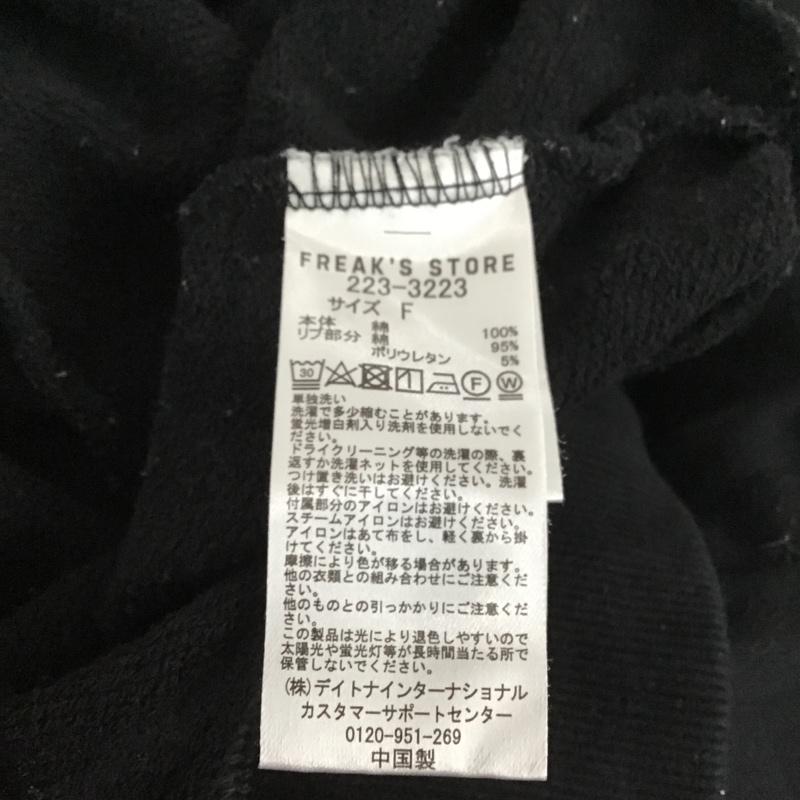 FREAK'S STORE
223-3223
サイズ F
本体 綿 100%
リブ部分 綿 95%
ポリウレタン 5%
30 F W
単独洗い
洗濯で多少縮むことがあります。
蛍光増白剤入り洗剤を使用しないでく
ださい。
ドライクリーニング等の洗濯の際、裏
返すか洗濯ネットを使用してください。
つけ置き洗いはお避けください。洗濯
後はすぐに干してください。
付属部分のアイロンはお避けください。
スチームアイロンはお避けください。
アイロンはあて布をし、軽く裏から掛
けてください。
摩擦により色が移る場合があります。
他の衣類との組み合わせにご注意くだ
さい。
他のものとの引っかかりにご注意くだ
さい。
この製品は光により退色しやすいので
太陽光や蛍光灯等が長時間当たる所で
保管しないでください。
(株)デイトナインターナショナル
カスタマーサポートセンター
0120-951-269
中国製